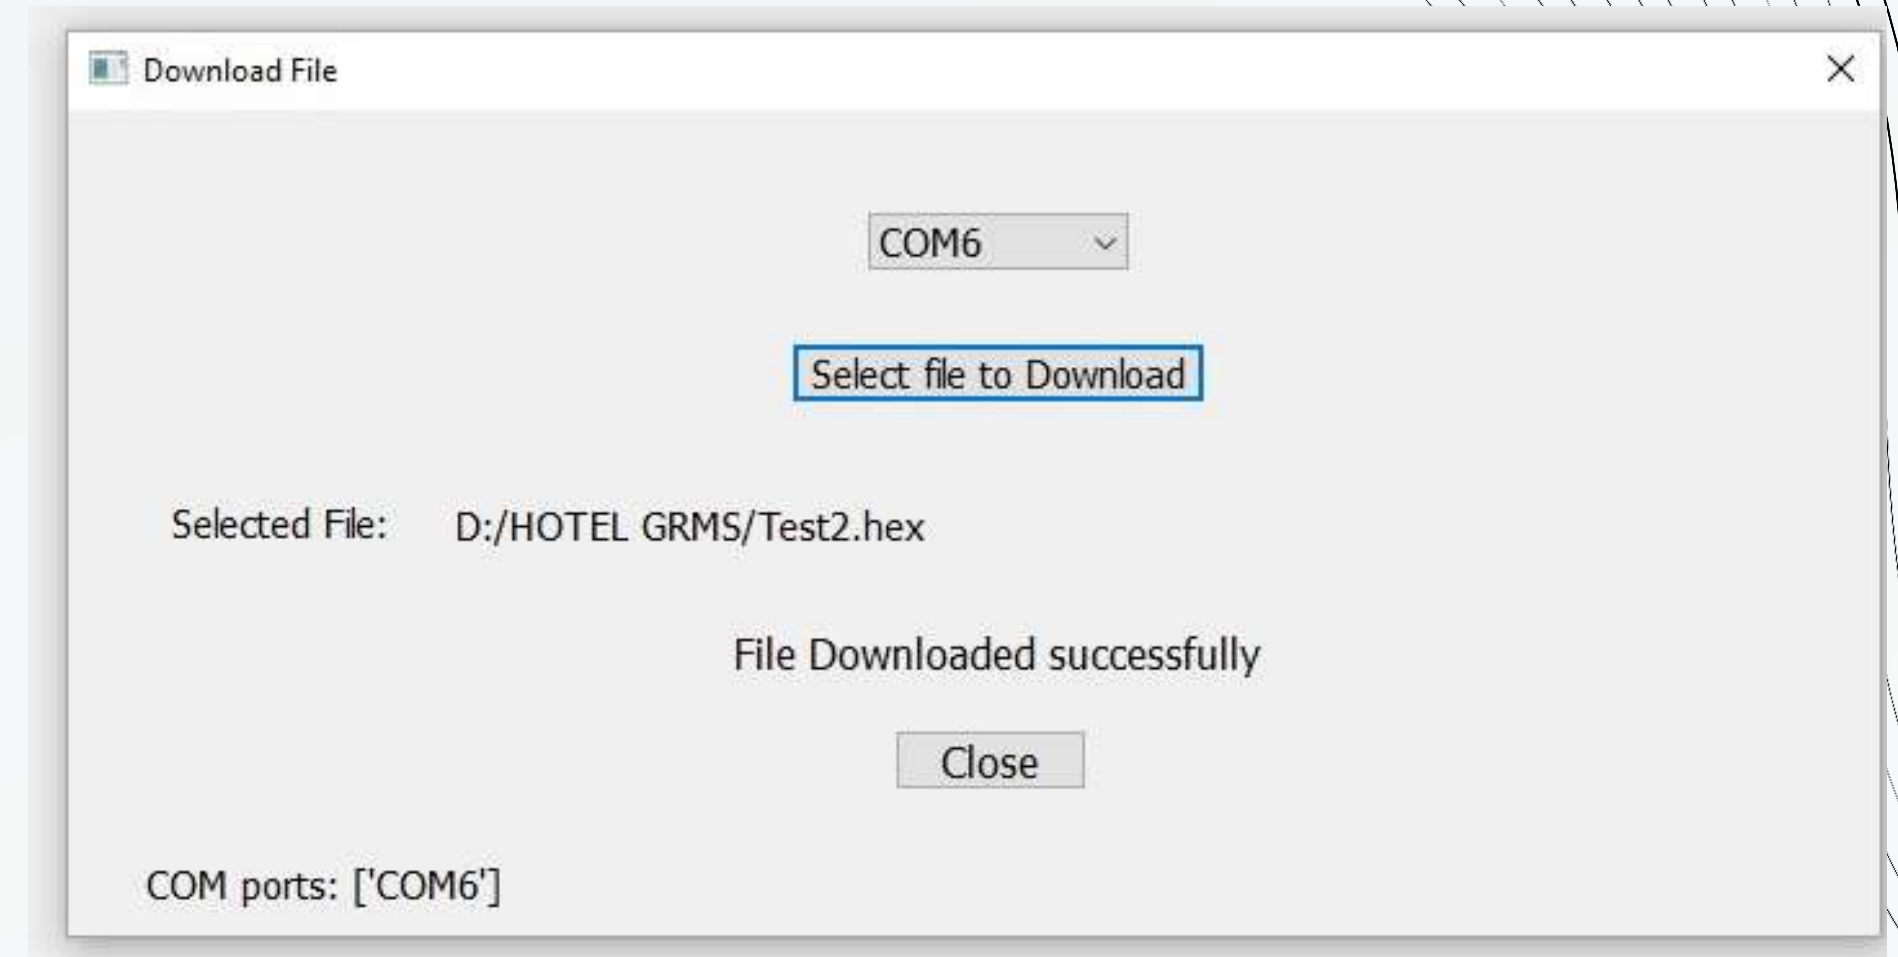 Download File
COM6
Select file to Download
Selected File: D:/HOTEL GRMS/Test2.hex
File Downloaded successfully
Close
COM ports: ['COM6']